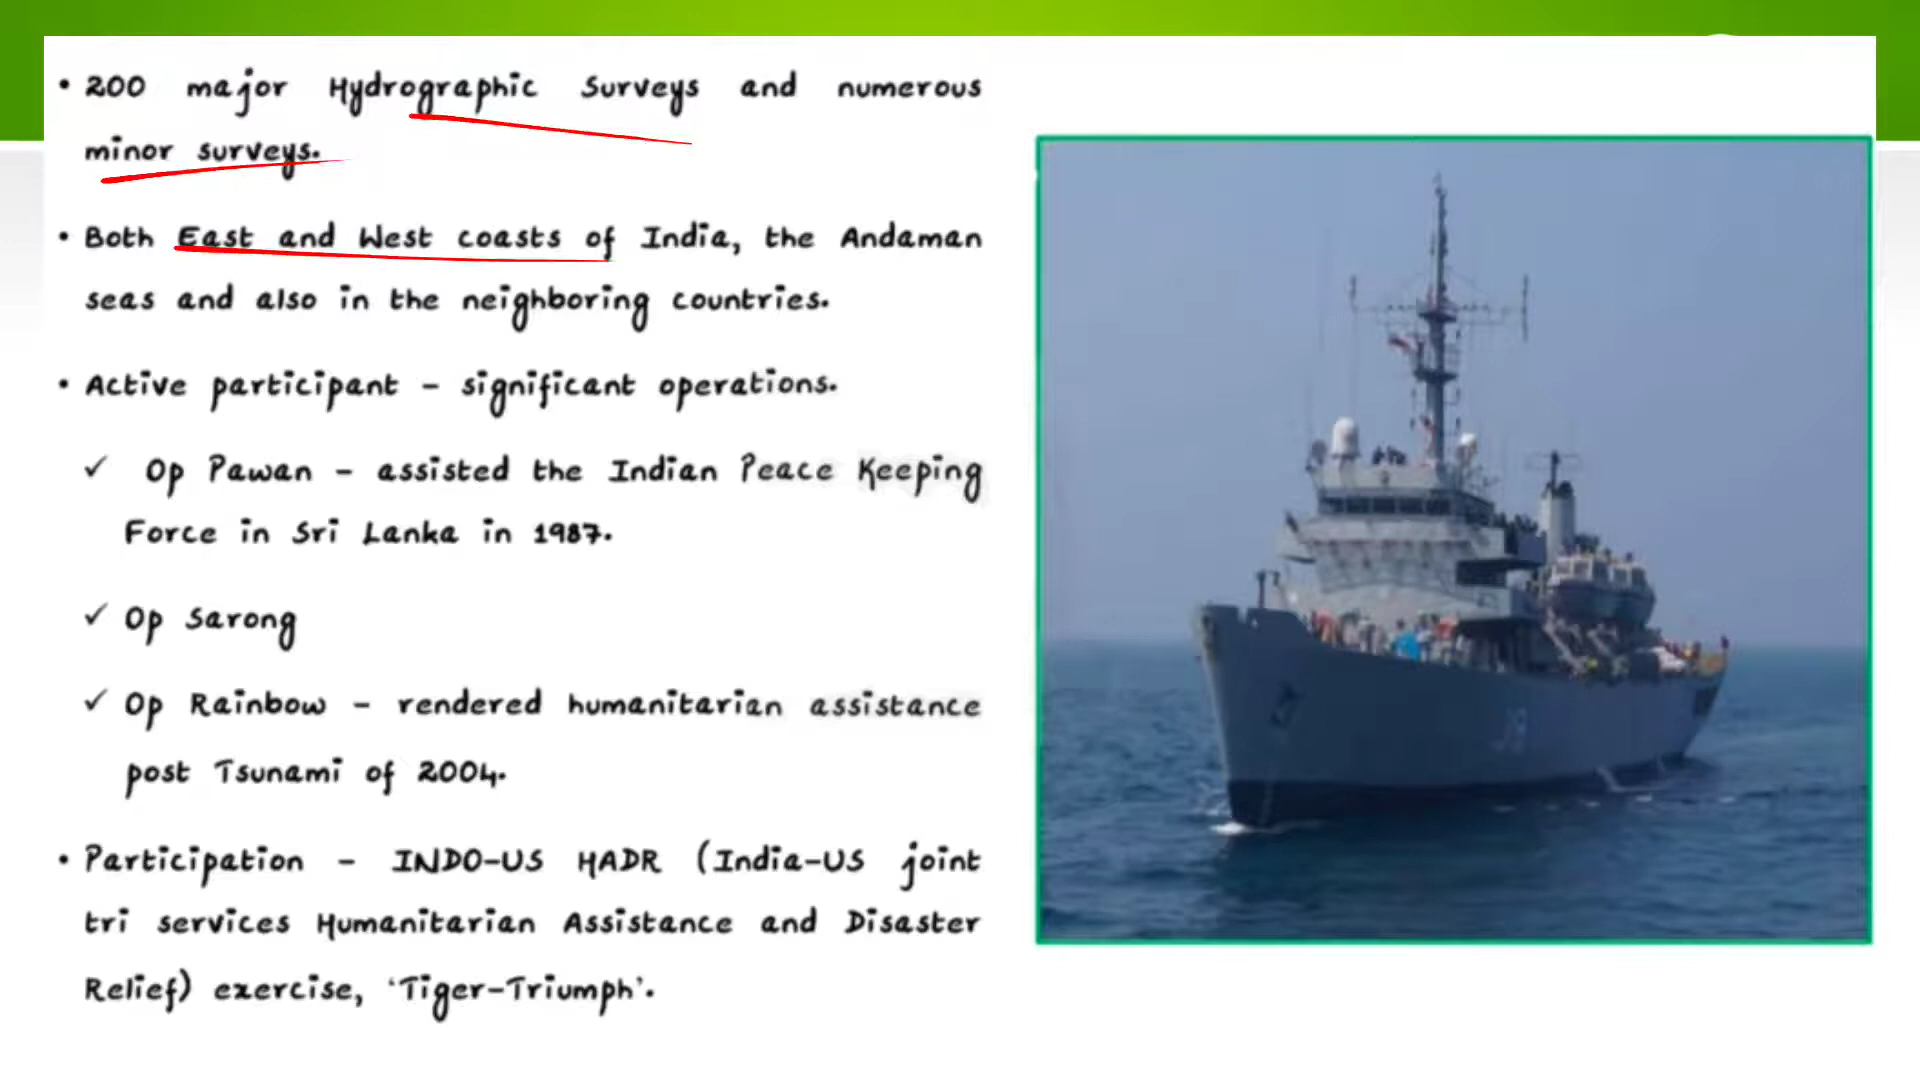 • 200 major Hydrographic Surveys and numerous
minor surveys.
• Both East and West coasts of India, the Andaman
seas and also in the neighboring countries.
• Active participant – significant operations.
✓ Op Pawan – assisted the Indian Peace Keeping
Force in Sri Lanka in 1987.
✓ Op Sarong
✓ Op Rainbow – rendered humanitarian assistance
post Tsunami of 2004.
• Participation – INDO-US HADR (India-US joint
tri services Humanitarian Assistance and Disaster
Relief) exercise, ‘Tiger-Triumph’.